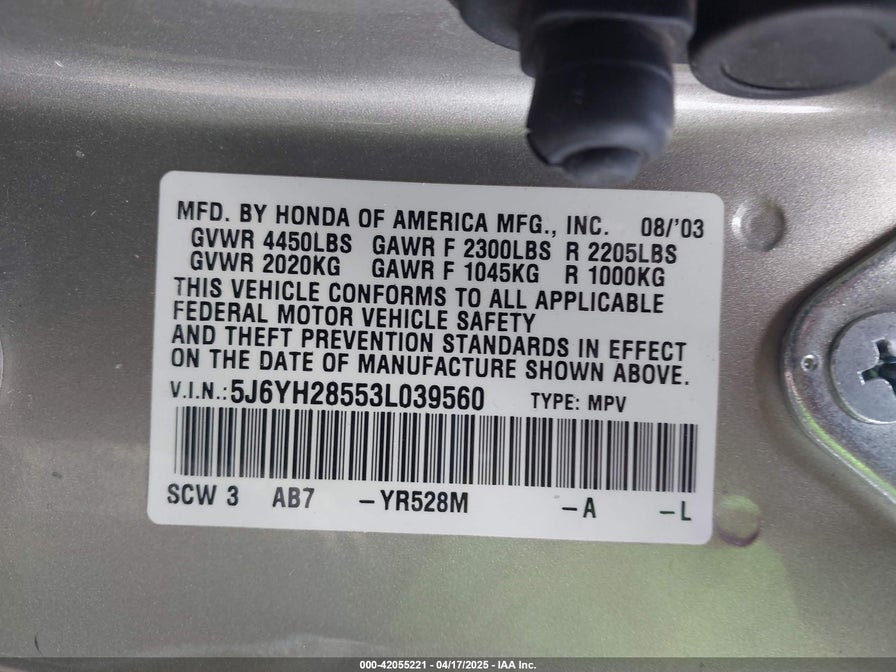 MFD. BY HONDA OF AMERICA MFG., INC. 08/'03
GVWR 4450LBS GAWR F 2300LBS R 2205LBS
GVWR 2020KG GAWR F 1045KG R 1000KG
THIS VEHICLE CONFORMS TO ALL APPLICABLE
FEDERAL MOTOR VEHICLE SAFETY
AND THEFT PREVENTION STANDARDS IN EFFECT
ON THE DATE OF MANUFACTURE SHOWN ABOVE.
V.I.N.:5J6YH28553L039560 TYPE: MPV
SCW 3 AB7 -YR528M -A -L
000-42055221 - 04/17/2025 - IAA Inc.